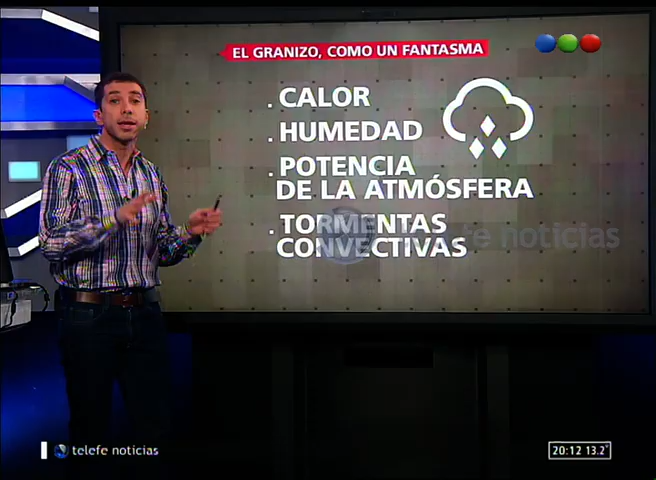 EL GRANIZO, COMO UN FANTASMA
. CALOR
. HUMEDAD
. POTENCIA
DE LA ATMÓSFERA
. TORMENTAS
CONVECTIVAS
noticias
telefe noticias
20:12 13.2°